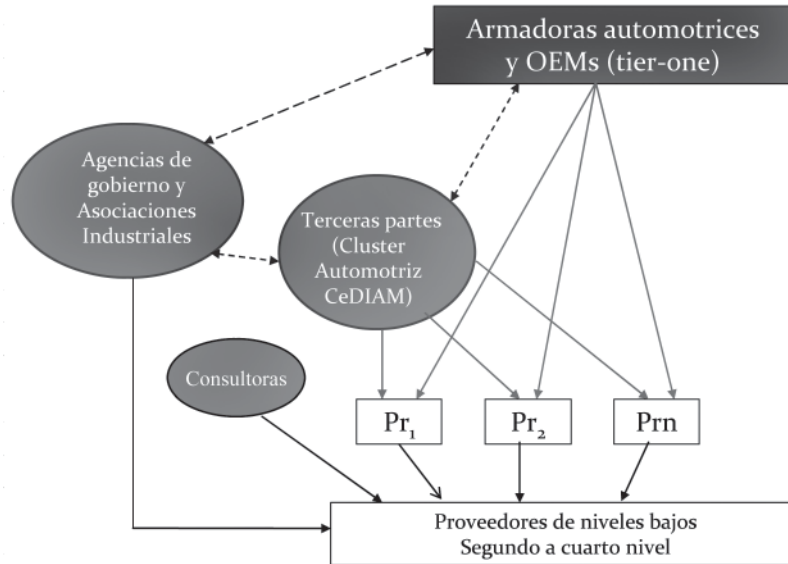 Armadoras automotrices
y OEMs (tier-one)
Agencias de
gobierno y
Asociaciones
Industriales
Terceras partes
(Cluster
Automotriz
CeDIAM)
Consultoras
Pr₁
Pr₂
Prn
Proveedores de niveles bajos
Segundo a cuarto nivel